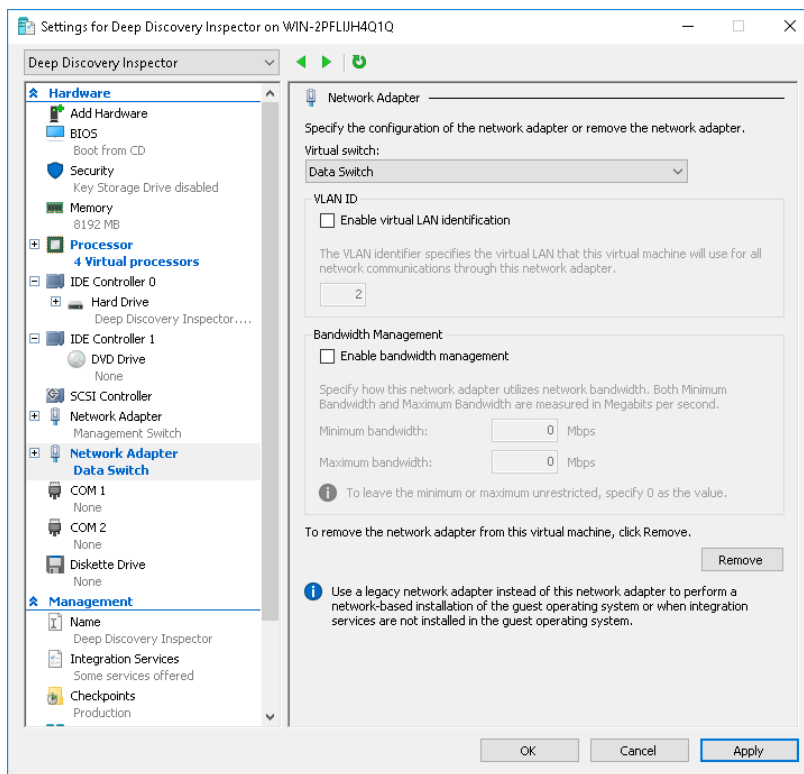 Settings for Deep Discovery Inspector on WIN-2PFLIJH4Q1Q
Deep Discovery Inspector
Hardware
Add Hardware
BIOS
Boot from CD
Security
Key Storage Drive disabled
Memory
8192 MB
Processor
4 Virtual processors
IDE Controller 0
Hard Drive
Deep Discovery Inspector....
IDE Controller 1
DVD Drive
None
SCSI Controller
Network Adapter
Management Switch
Network Adapter
Data Switch
COM 1
None
COM 2
None
Diskette Drive
None
Management
Name
Deep Discovery Inspector
Integration Services
Some services offered
Checkpoints
Production
Network Adapter
Specify the configuration of the network adapter or remove the network adapter.
Virtual switch:
Data Switch
VLAN ID
Enable virtual LAN identification
The VLAN identifier specifies the virtual LAN that this virtual machine will use for all
network communications through this network adapter.
2
Bandwidth Management
Enable bandwidth management
Specify how this network adapter utilizes network bandwidth. Both Minimum
Bandwidth and Maximum Bandwidth are measured in Megabits per second.
Minimum bandwidth: 0 Mbps
Maximum bandwidth: 0 Mbps
To leave the minimum or maximum unrestricted, specify 0 as the value.
To remove the network adapter from this virtual machine, click Remove.
Remove
Use a legacy network adapter instead of this network adapter to perform a
network-based installation of the guest operating system or when integration
services are not installed in the guest operating system.
OK Cancel Apply